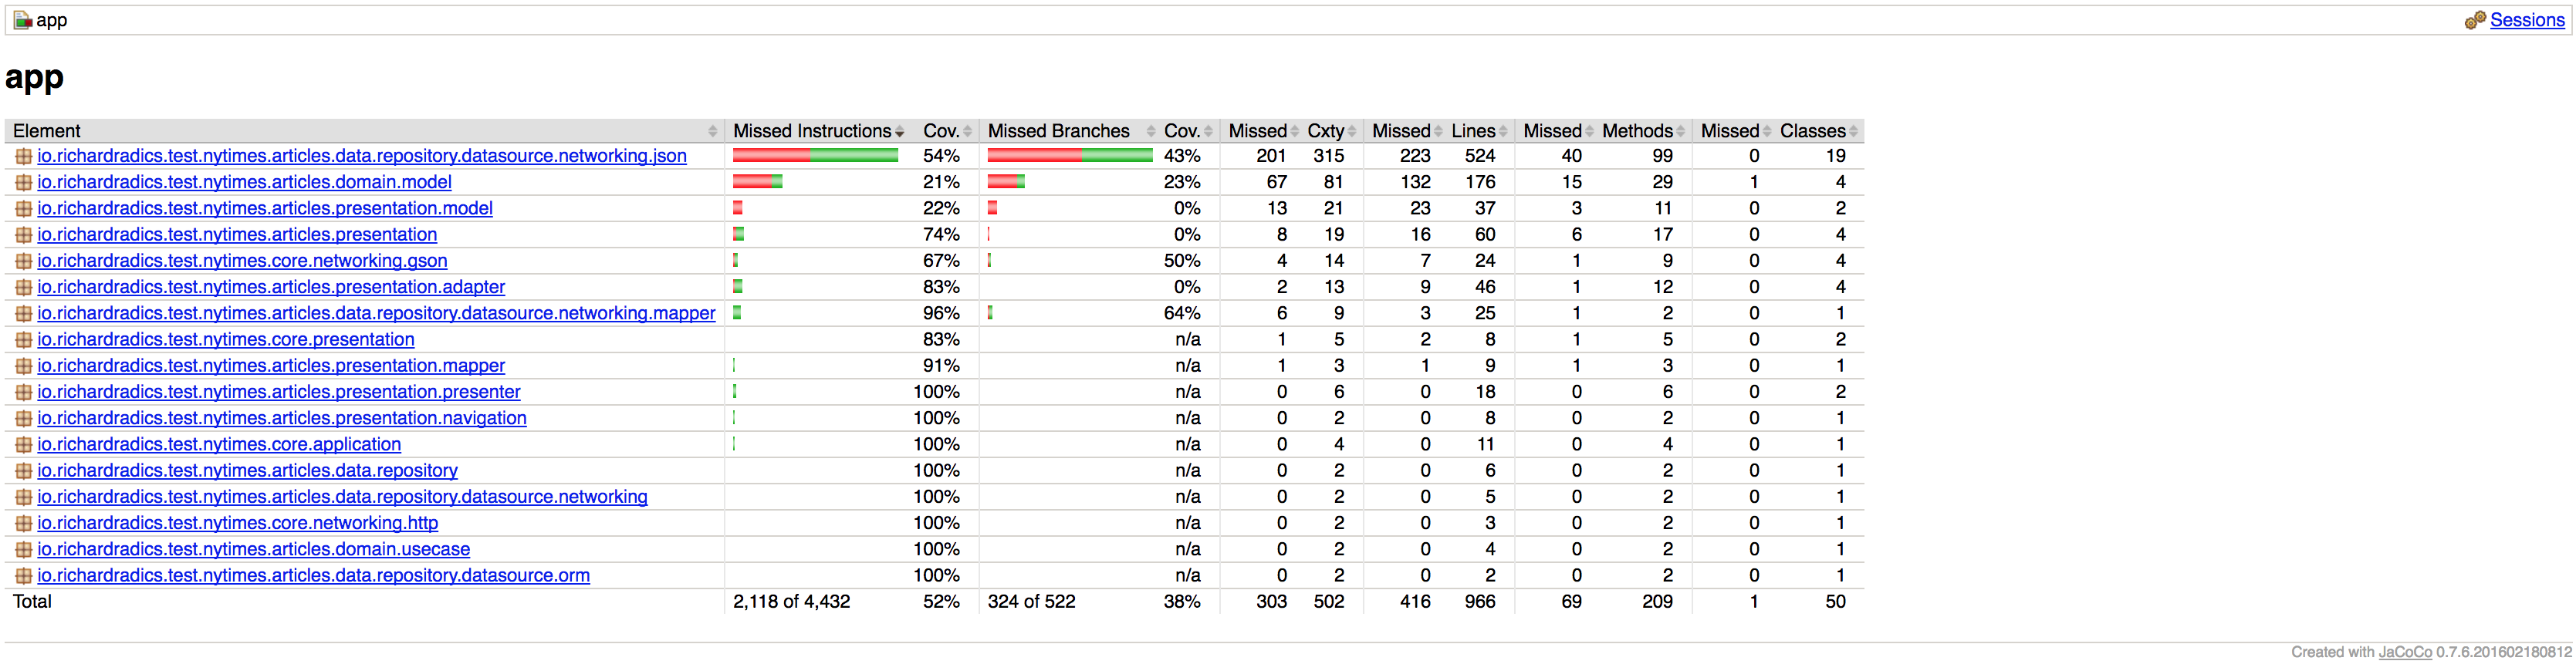 app Sessions
app
Element Missed Instructions Cov. Missed Branches Cov. Missed Cxty Missed Lines Missed Methods Missed Classes
io.richardradics.test.nytimes.articles.data.repository.datasource.networking.json 54% 43% 201 315 223 524 40 99 0 19
io.richardradics.test.nytimes.articles.domain.model 21% 23% 67 81 132 176 15 29 1 4
io.richardradics.test.nytimes.articles.presentation.model 22% 0% 13 21 23 37 3 11 0 2
io.richardradics.test.nytimes.articles.presentation 74% 0% 8 19 16 60 6 17 0 4
io.richardradics.test.nytimes.core.networking.gson 67% 50% 4 14 7 24 1 9 0 4
io.richardradics.test.nytimes.articles.presentation.adapter 83% 0% 2 13 9 46 1 12 0 4
io.richardradics.test.nytimes.articles.data.repository.datasource.networking.mapper 96% 64% 6 9 3 25 1 2 0 1
io.richardradics.test.nytimes.core.presentation 83% n/a 1 5 2 8 1 5 0 2
io.richardradics.test.nytimes.articles.presentation.mapper 91% n/a 1 3 1 9 1 3 0 1
io.richardradics.test.nytimes.articles.presentation.presenter 100% n/a 0 6 0 18 0 6 0 2
io.richardradics.test.nytimes.articles.presentation.navigation 100% n/a 0 2 0 8 0 2 0 1
io.richardradics.test.nytimes.core.application 100% n/a 0 4 0 11 0 4 0 1
io.richardradics.test.nytimes.articles.data.repository 100% n/a 0 2 0 6 0 2 0 1
io.richardradics.test.nytimes.articles.data.repository.datasource.networking 100% n/a 0 2 0 5 0 2 0 1
io.richardradics.test.nytimes.core.networking.http 100% n/a 0 2 0 3 0 2 0 1
io.richardradics.test.nytimes.articles.domain.usecase 100% n/a 0 2 0 4 0 2 0 1
io.richardradics.test.nytimes.articles.data.repository.datasource.orm 100% n/a 0 2 0 2 0 2 0 1
Total 2,118 of 4,432 52% 324 of 522 38% 303 502 416 966 69 209 1 50
Created with JaCoCo 0.7.6.201602180812